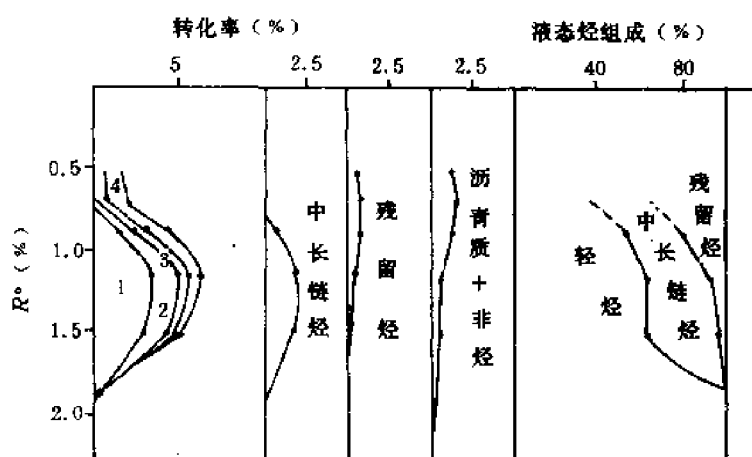 转化率（%）
液态烃组成（%）
5
2.5
2.5
2.5
40
80
0.5
1.0
1.5
2.0
R°（%）
1
2
3
4
中长链烃
残留烃
沥青质+非烃
轻烃
中长链烃
残留烃